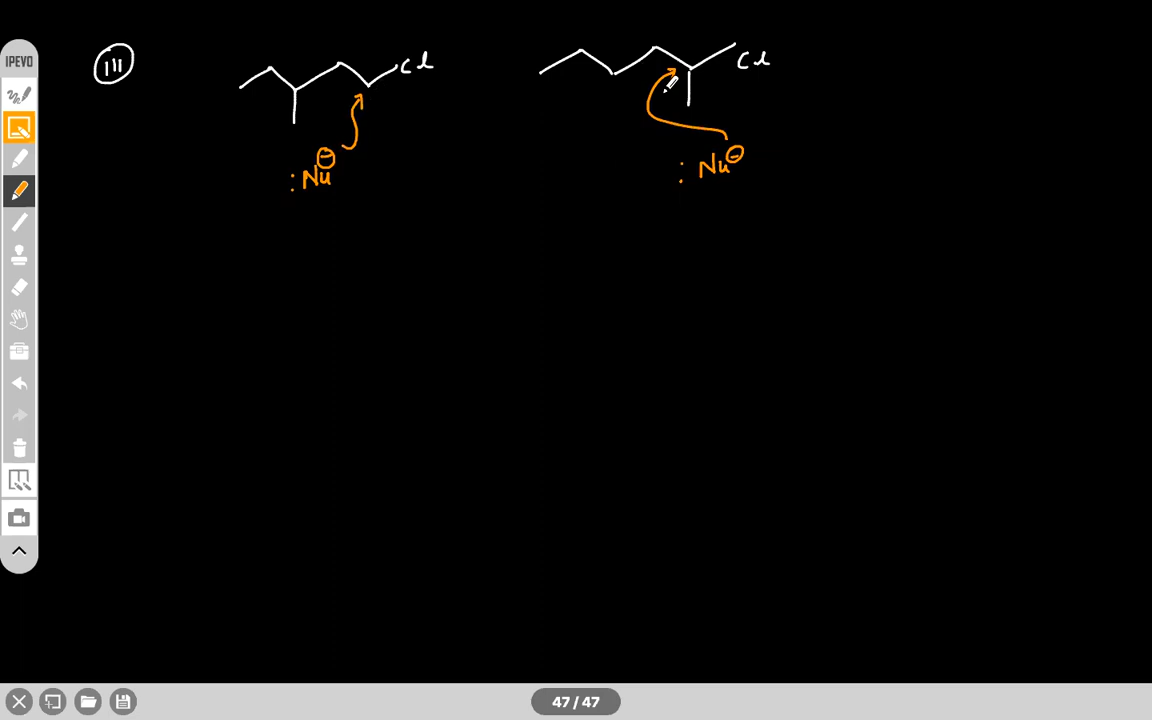 IPEVO
III
Cl
Cl
:Nu⊖
:Nu⊖
47 / 47